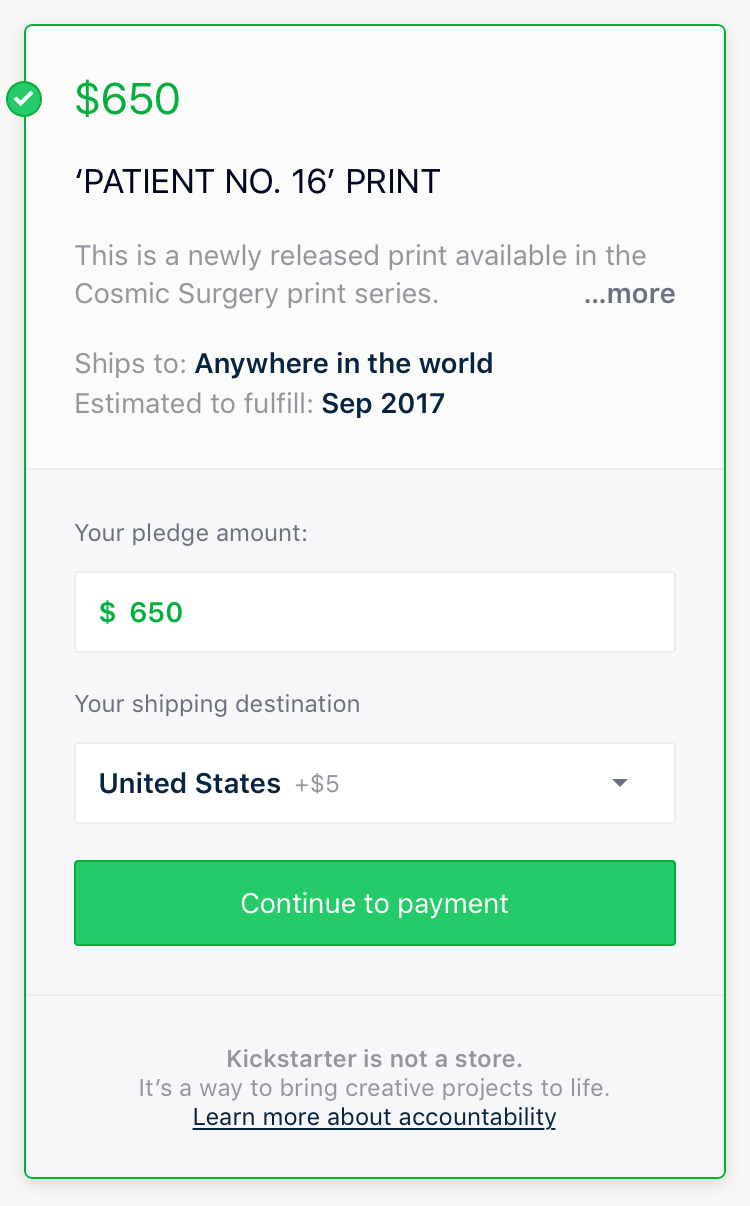 $650
‘PATIENT NO. 16’ PRINT
This is a newly released print available in the
Cosmic Surgery print series. ...more
Ships to: Anywhere in the world
Estimated to fulfill: Sep 2017
Your pledge amount:
$ 650
Your shipping destination
United States +$5
Continue to payment
Kickstarter is not a store.
It’s a way to bring creative projects to life.
Learn more about accountability